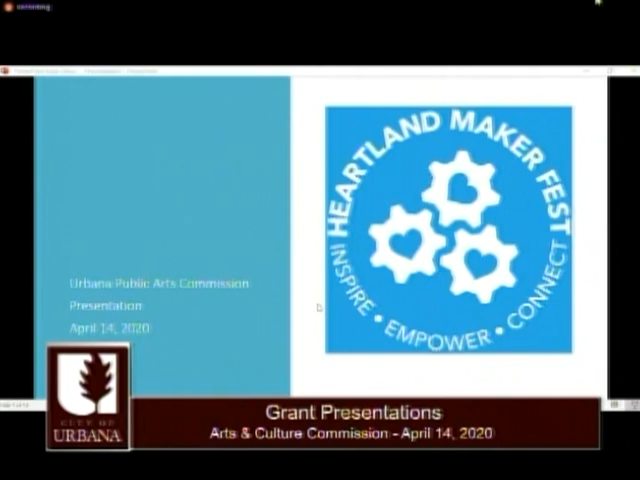 HEARTLAND MAKER FEST
INSPIRE • EMPOWER • CONNECT
Urbana Public Arts Commission
Presentation
April 14, 2020
CITY OF
URBANA
Grant Presentations
Arts & Culture Commission - April 14, 2020